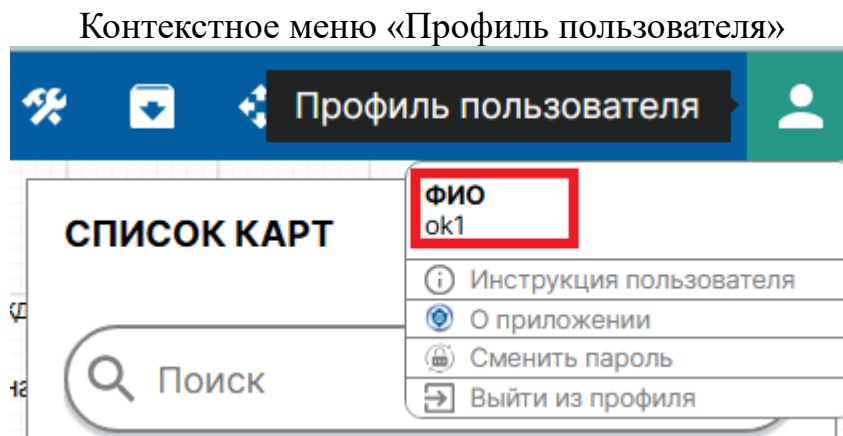 Контекстное меню «Профиль пользователя»
Профиль пользователя
ФИО
ok1
СПИСОК КАРТ
Инструкция пользователя
О приложении
Сменить пароль
Поиск
Выйти из профиля